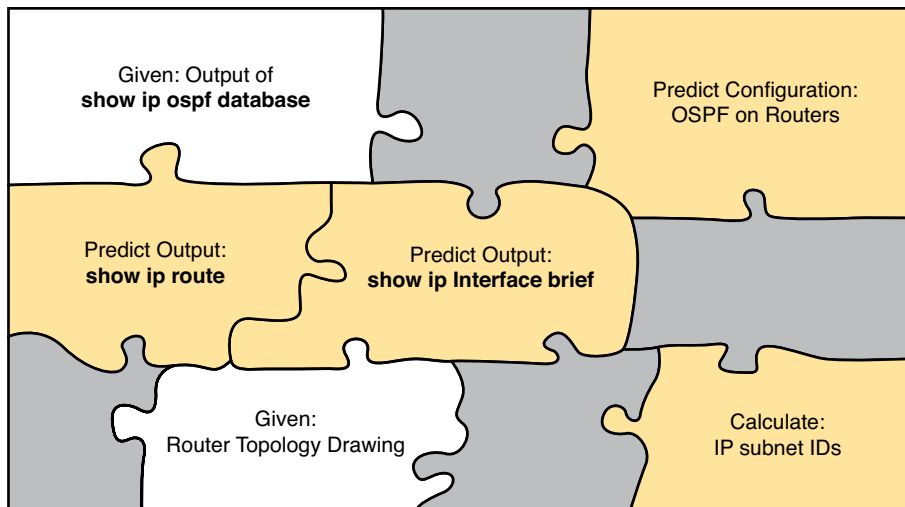 Given: Output of
show ip ospf database
Predict Configuration:
OSPF on Routers
Predict Output:
show ip route
Predict Output:
show ip Interface brief
Given:
Router Topology Drawing
Calculate:
IP subnet IDs